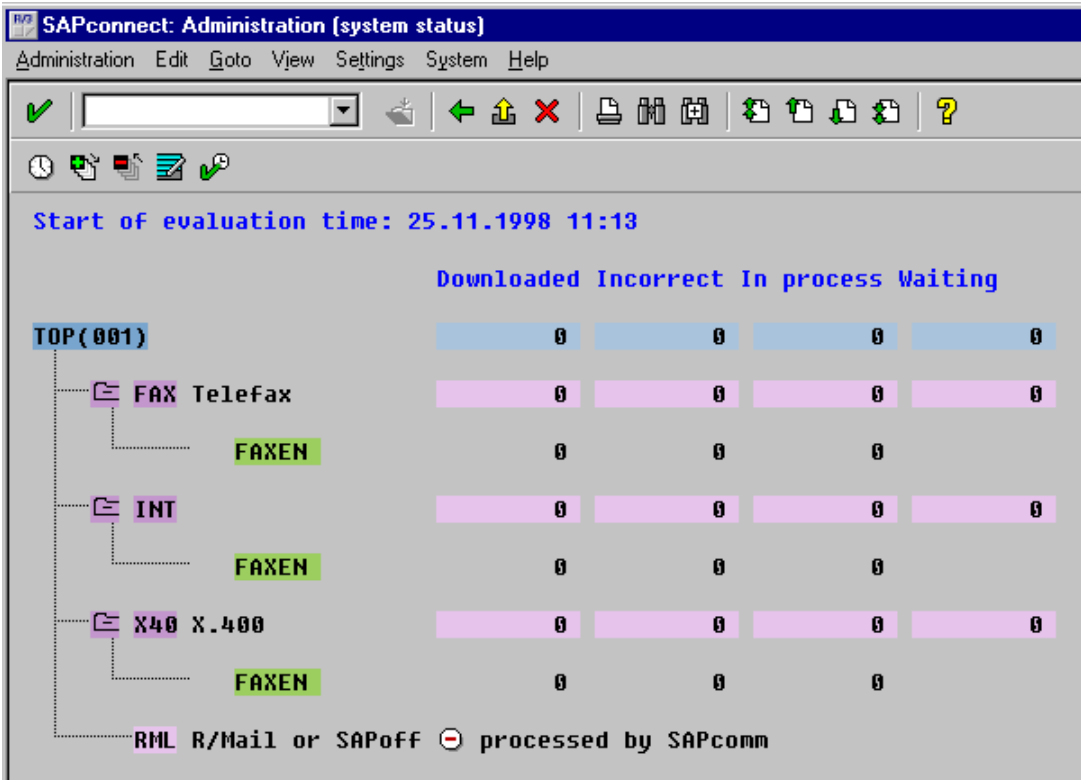 SAPconnect: Administration (system status)
Administration Edit Goto View Settings System Help
Start of evaluation time: 25.11.1998 11:13
Downloaded Incorrect In process Waiting
TOP(001) 0 0 0 0
FAX Telefax 0 0 0 0
FAXEN 0 0 0
INT 0 0 0 0
FAXEN 0 0 0
X40 X.400 0 0 0 0
FAXEN 0 0 0
RML R/Mail or SAPoff processed by SAPcomm